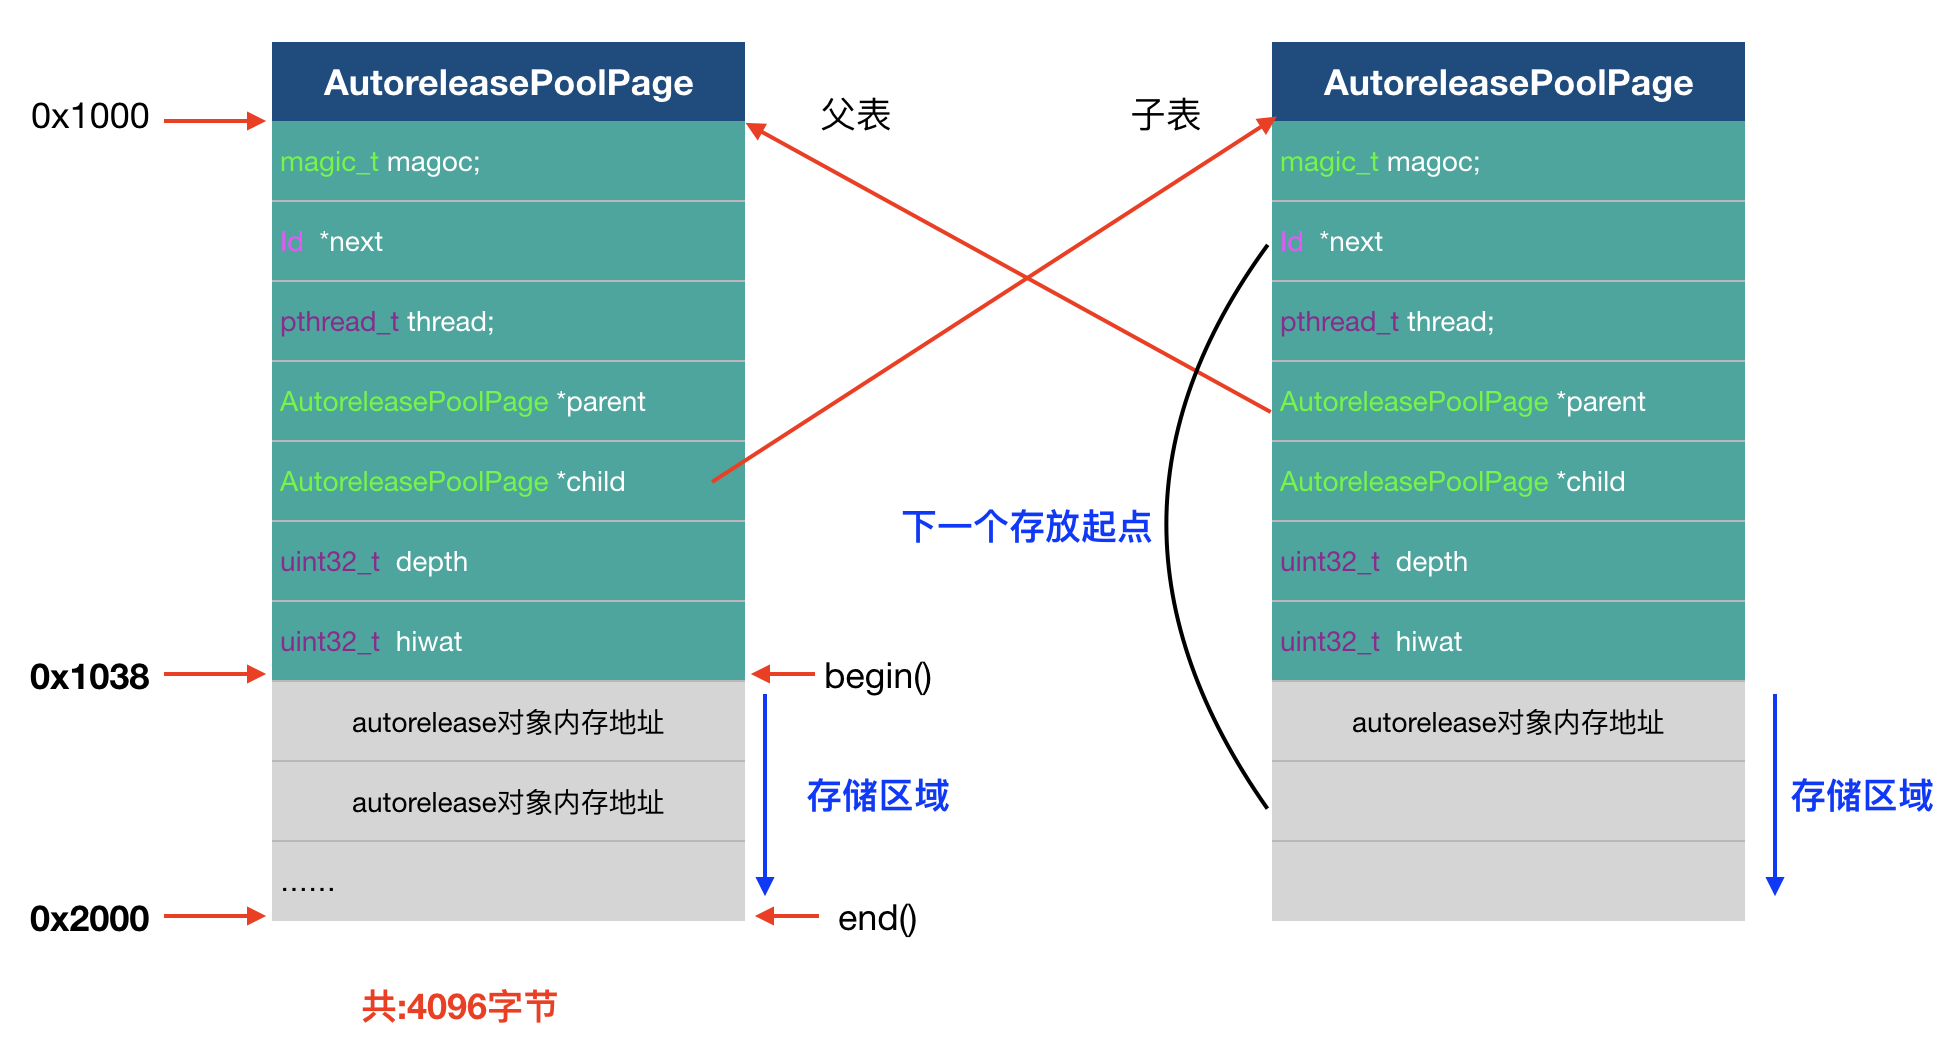 AutoreleasePoolPage
0x1000
magic_t magoc;
Id *next
pthread_t thread;
AutoreleasePoolPage *parent
AutoreleasePoolPage *child
uint32_t depth
uint32_t hiwat
0x1038
begin()
autorelease对象内存地址
autorelease对象内存地址
存储区域
......
0x2000
end()
共:4096字节
父表
子表
下一个存放起点
AutoreleasePoolPage
magic_t magoc;
Id *next
pthread_t thread;
AutoreleasePoolPage *parent
AutoreleasePoolPage *child
uint32_t depth
uint32_t hiwat
autorelease对象内存地址
存储区域